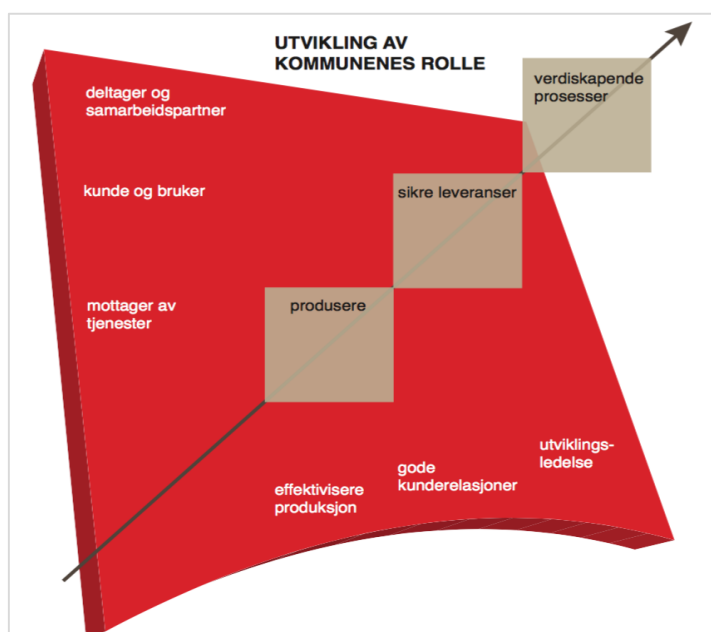 UTVIKLING AV
KOMMUNENES ROLLE
verdiskapende
prosesser
deltager og
samarbeidspartner
kunde og bruker
sikre leveranser
mottager av
tjenester
produsere
effektivisere
produksjon
gode
kunderelasjoner
utviklings-
ledelse